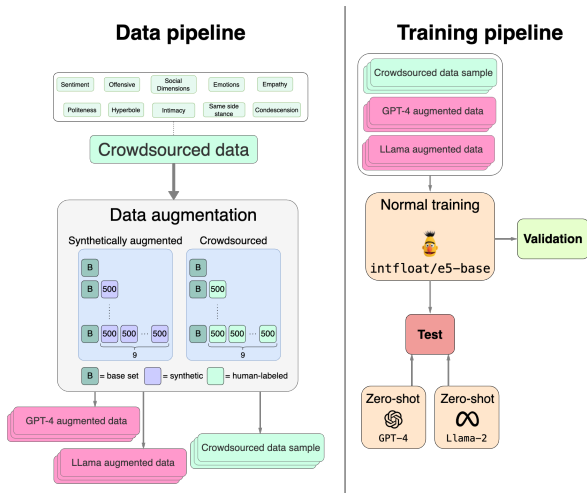 Data pipeline
Sentiment
Offensive
Social
Dimensions
Emotions
Empathy
Politeness
Hyperbole
Intimacy
Same side
stance
Condescension
Crowdsourced data
Data augmentation
Synthetically augmented
Crowdsourced
B
B
B 500
B 500
B 500 500 ... 500
B 500 500 ... 500
9
9
B = base set
= synthetic
= human-labeled
GPT-4 augmented data
LLama augmented data
Crowdsourced data sample
Training pipeline
Crowdsourced data sample
GPT-4 augmented data
LLama augmented data
Normal training
intfloat/e5-base
Validation
Test
Zero-shot
GPT-4
Zero-shot
Llama-2